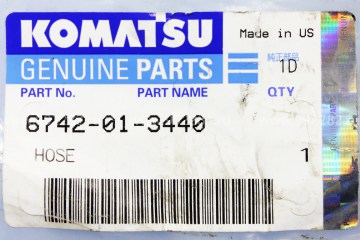 KOMATSU
Made in US
GENUINE PARTS
純正部品
1D
PART No. PART NAME QTY
6742-01-3440
HOSE 1